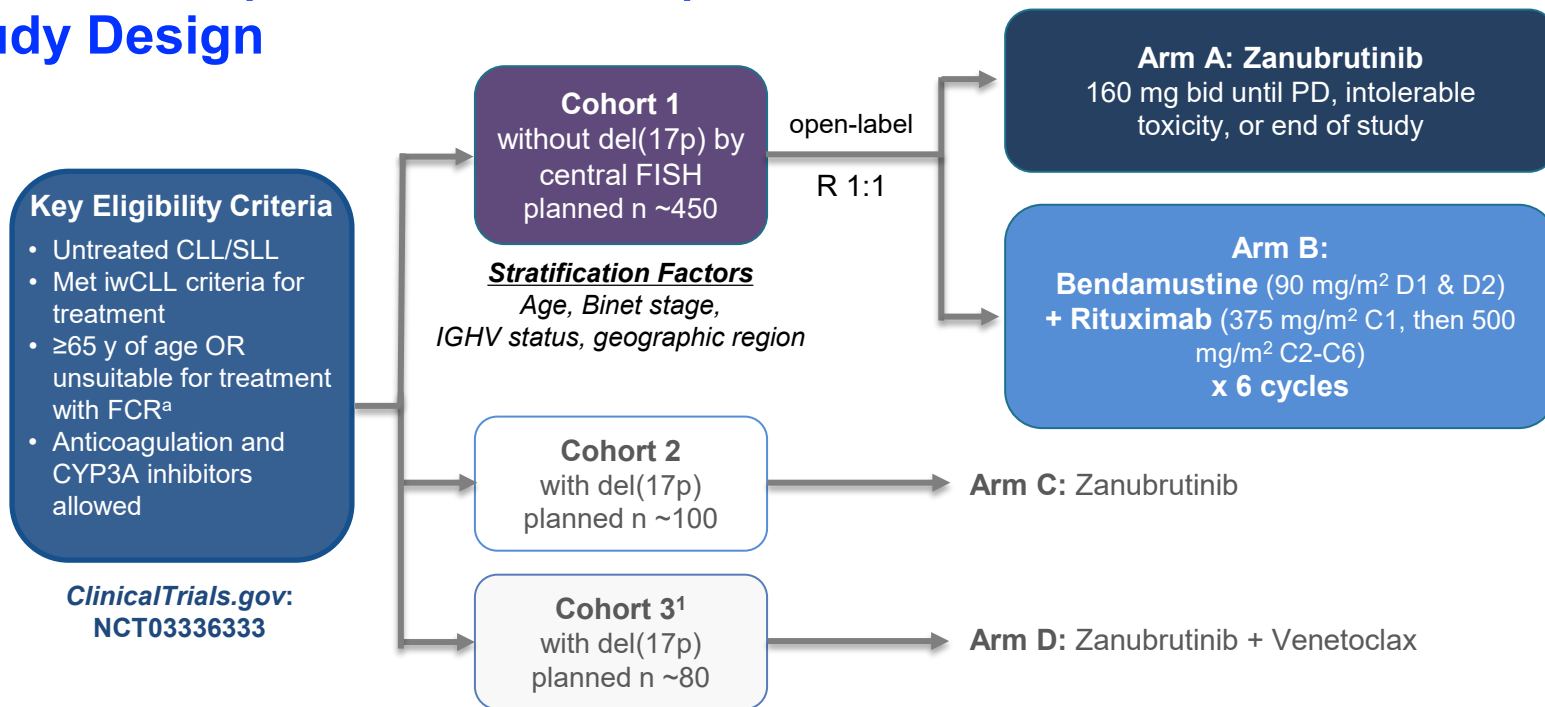 udy Design
Key Eligibility Criteria
• Untreated CLL/SLL
• Met iwCLL criteria for
treatment
• ≥65 y of age OR
unsuitable for treatment
with FCRᵃ
• Anticoagulation and
CYP3A inhibitors
allowed
ClinicalTrials.gov:
NCT03336333
Cohort 1
without del(17p) by
central FISH
planned n ~450
Stratification Factors
Age, Binet stage,
IGHV status, geographic region
open-label
R 1:1
Arm A: Zanubrutinib
160 mg bid until PD, intolerable
toxicity, or end of study
Arm B:
Bendamustine (90 mg/m² D1 & D2)
+ Rituximab (375 mg/m² C1, then 500
mg/m² C2-C6)
x 6 cycles
Cohort 2
with del(17p)
planned n ~100
Arm C: Zanubrutinib
Cohort 3¹
with del(17p)
planned n ~80
Arm D: Zanubrutinib + Venetoclax